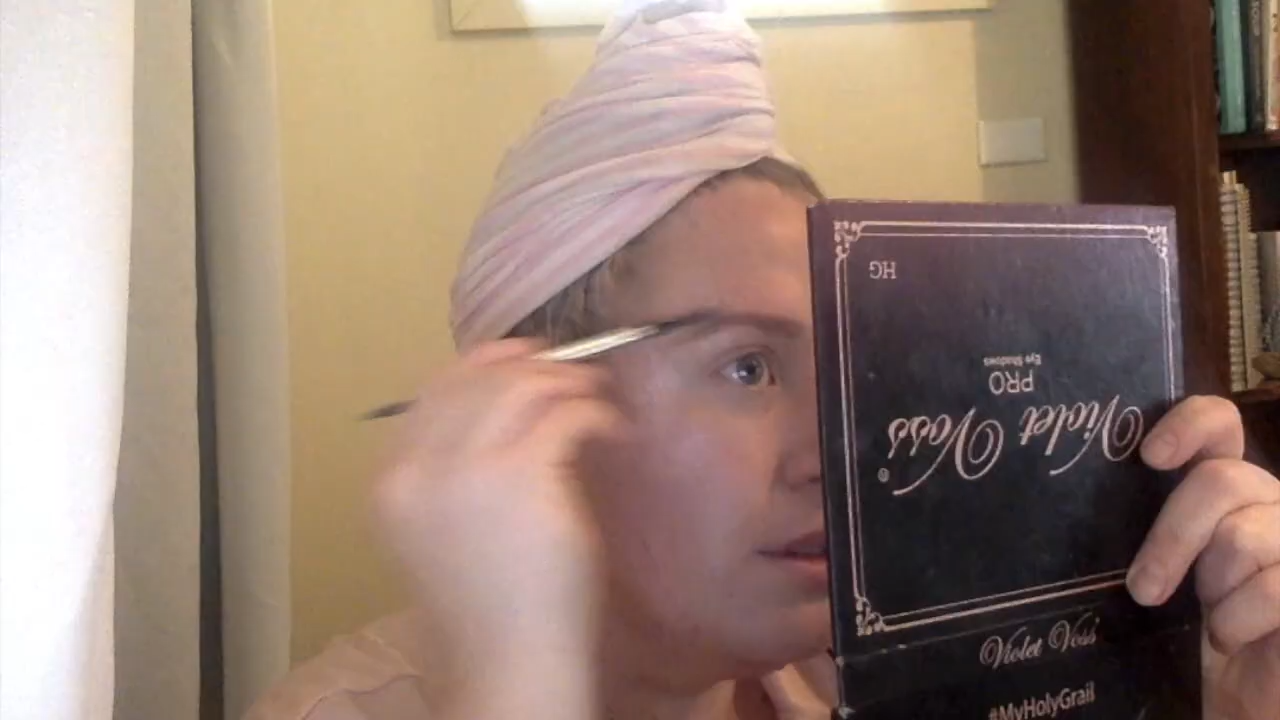 HG
PRO
Eye Shadows
Violet Voss®
Violet Voss
#MyHolyGrail